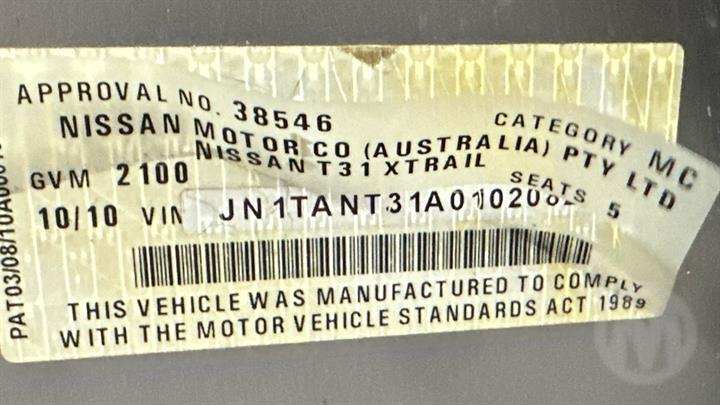 APPROVAL NO. 38546 CATEGORY MC
NISSAN MOTOR CO (AUSTRALIA) PTY LTD
NISSAN T31 XTRAIL
GVM 2100 SEATS 5
10/10 VIN
THIS VEHICLE WAS MANUFACTURED TO COMPLY
WITH THE MOTOR VEHICLE STANDARDS ACT 1989